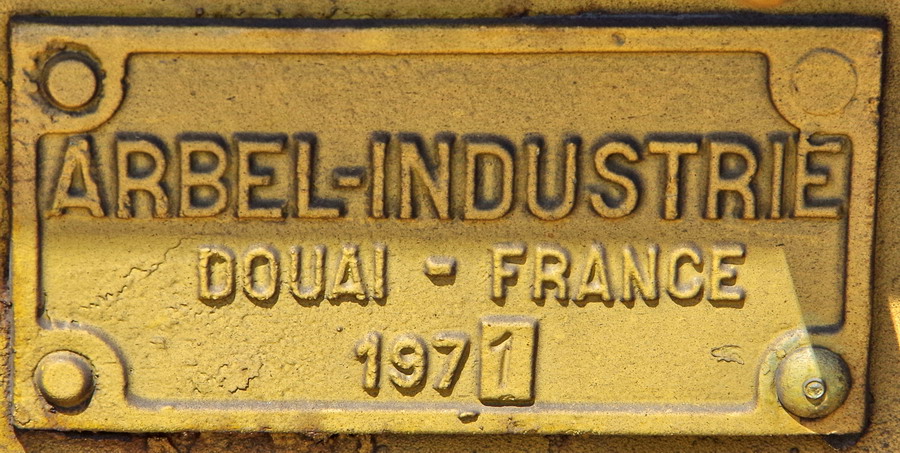 ARBEL-INDUSTRIE
DOUAI - FRANCE
1971